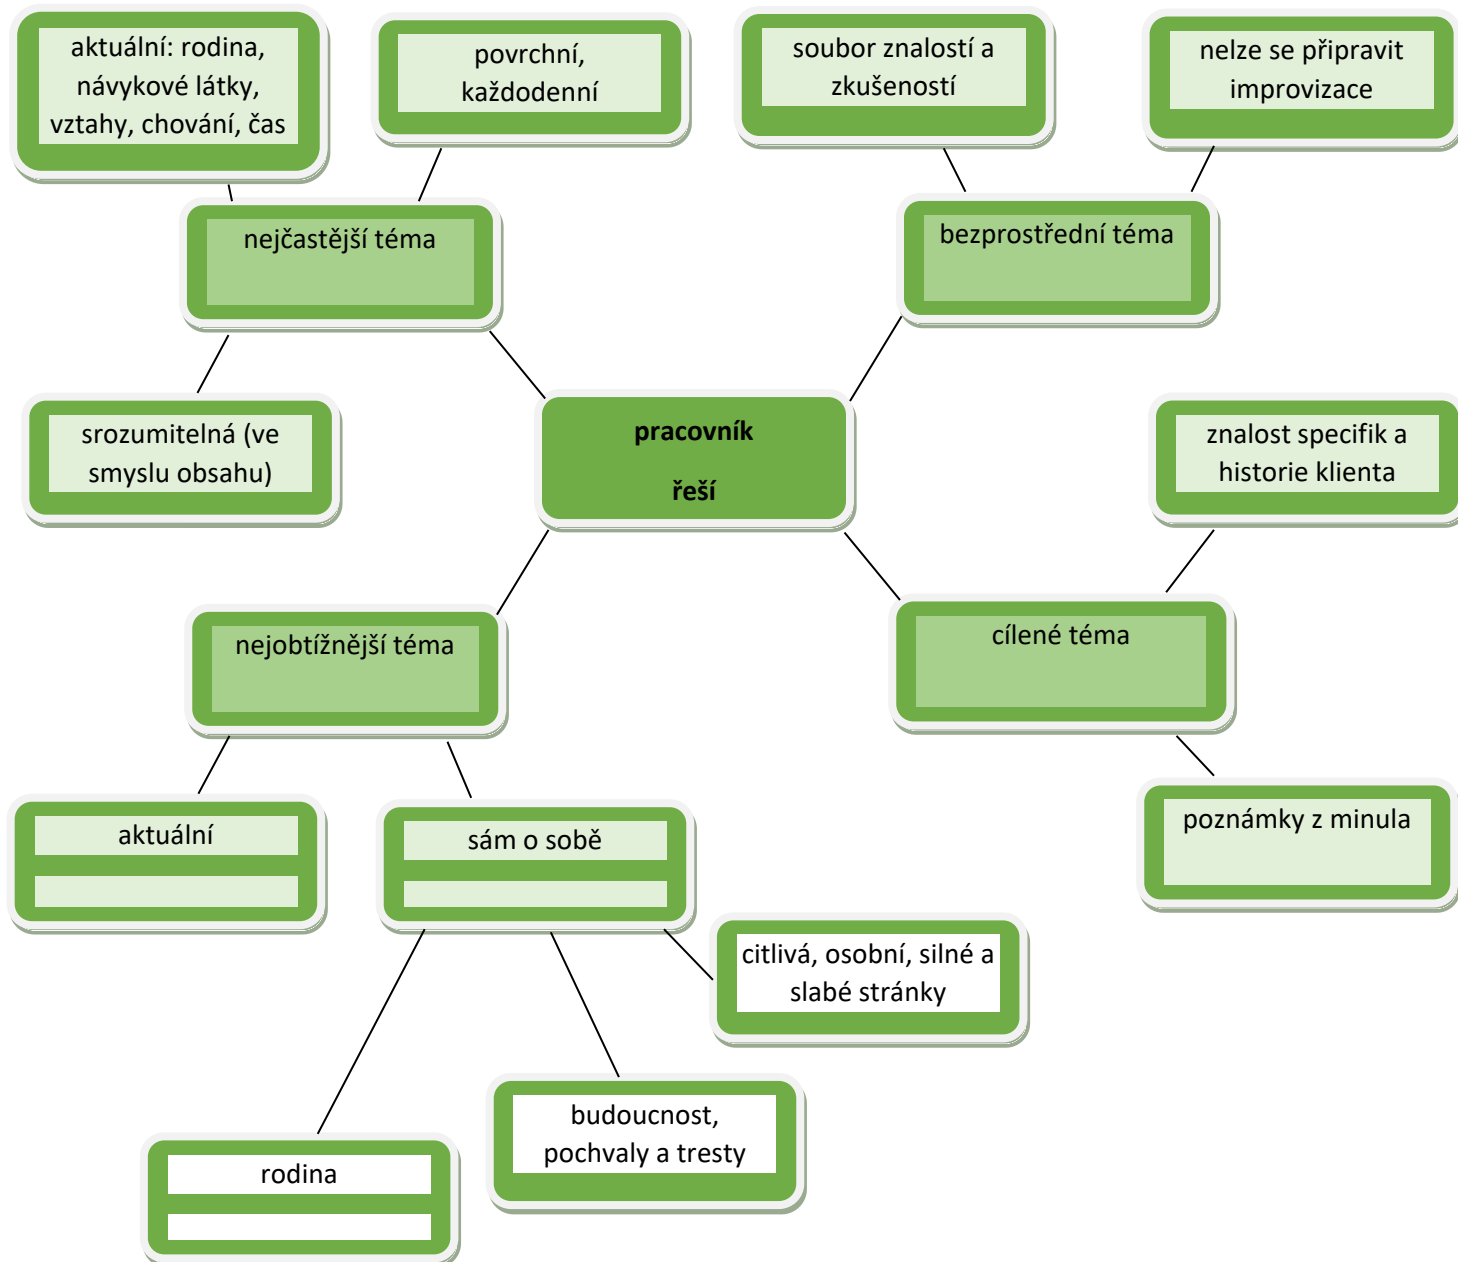 aktuální: rodina,
návykové látky,
vztahy, chování, čas
povrchní,
každodenní
soubor znalostí a
zkušeností
nelze se připravit
improvizace
nejčastější téma
bezprostřední téma
srozumitelná (ve
smyslu obsahu)
pracovník
řeší
znalost specifik a
historie klienta
nejobtížnější téma
cílené téma
aktuální
sám o sobě
poznámky z minula
citlivá, osobní, silné a
slabé stránky
budoucnost,
pochvaly a tresty
rodina